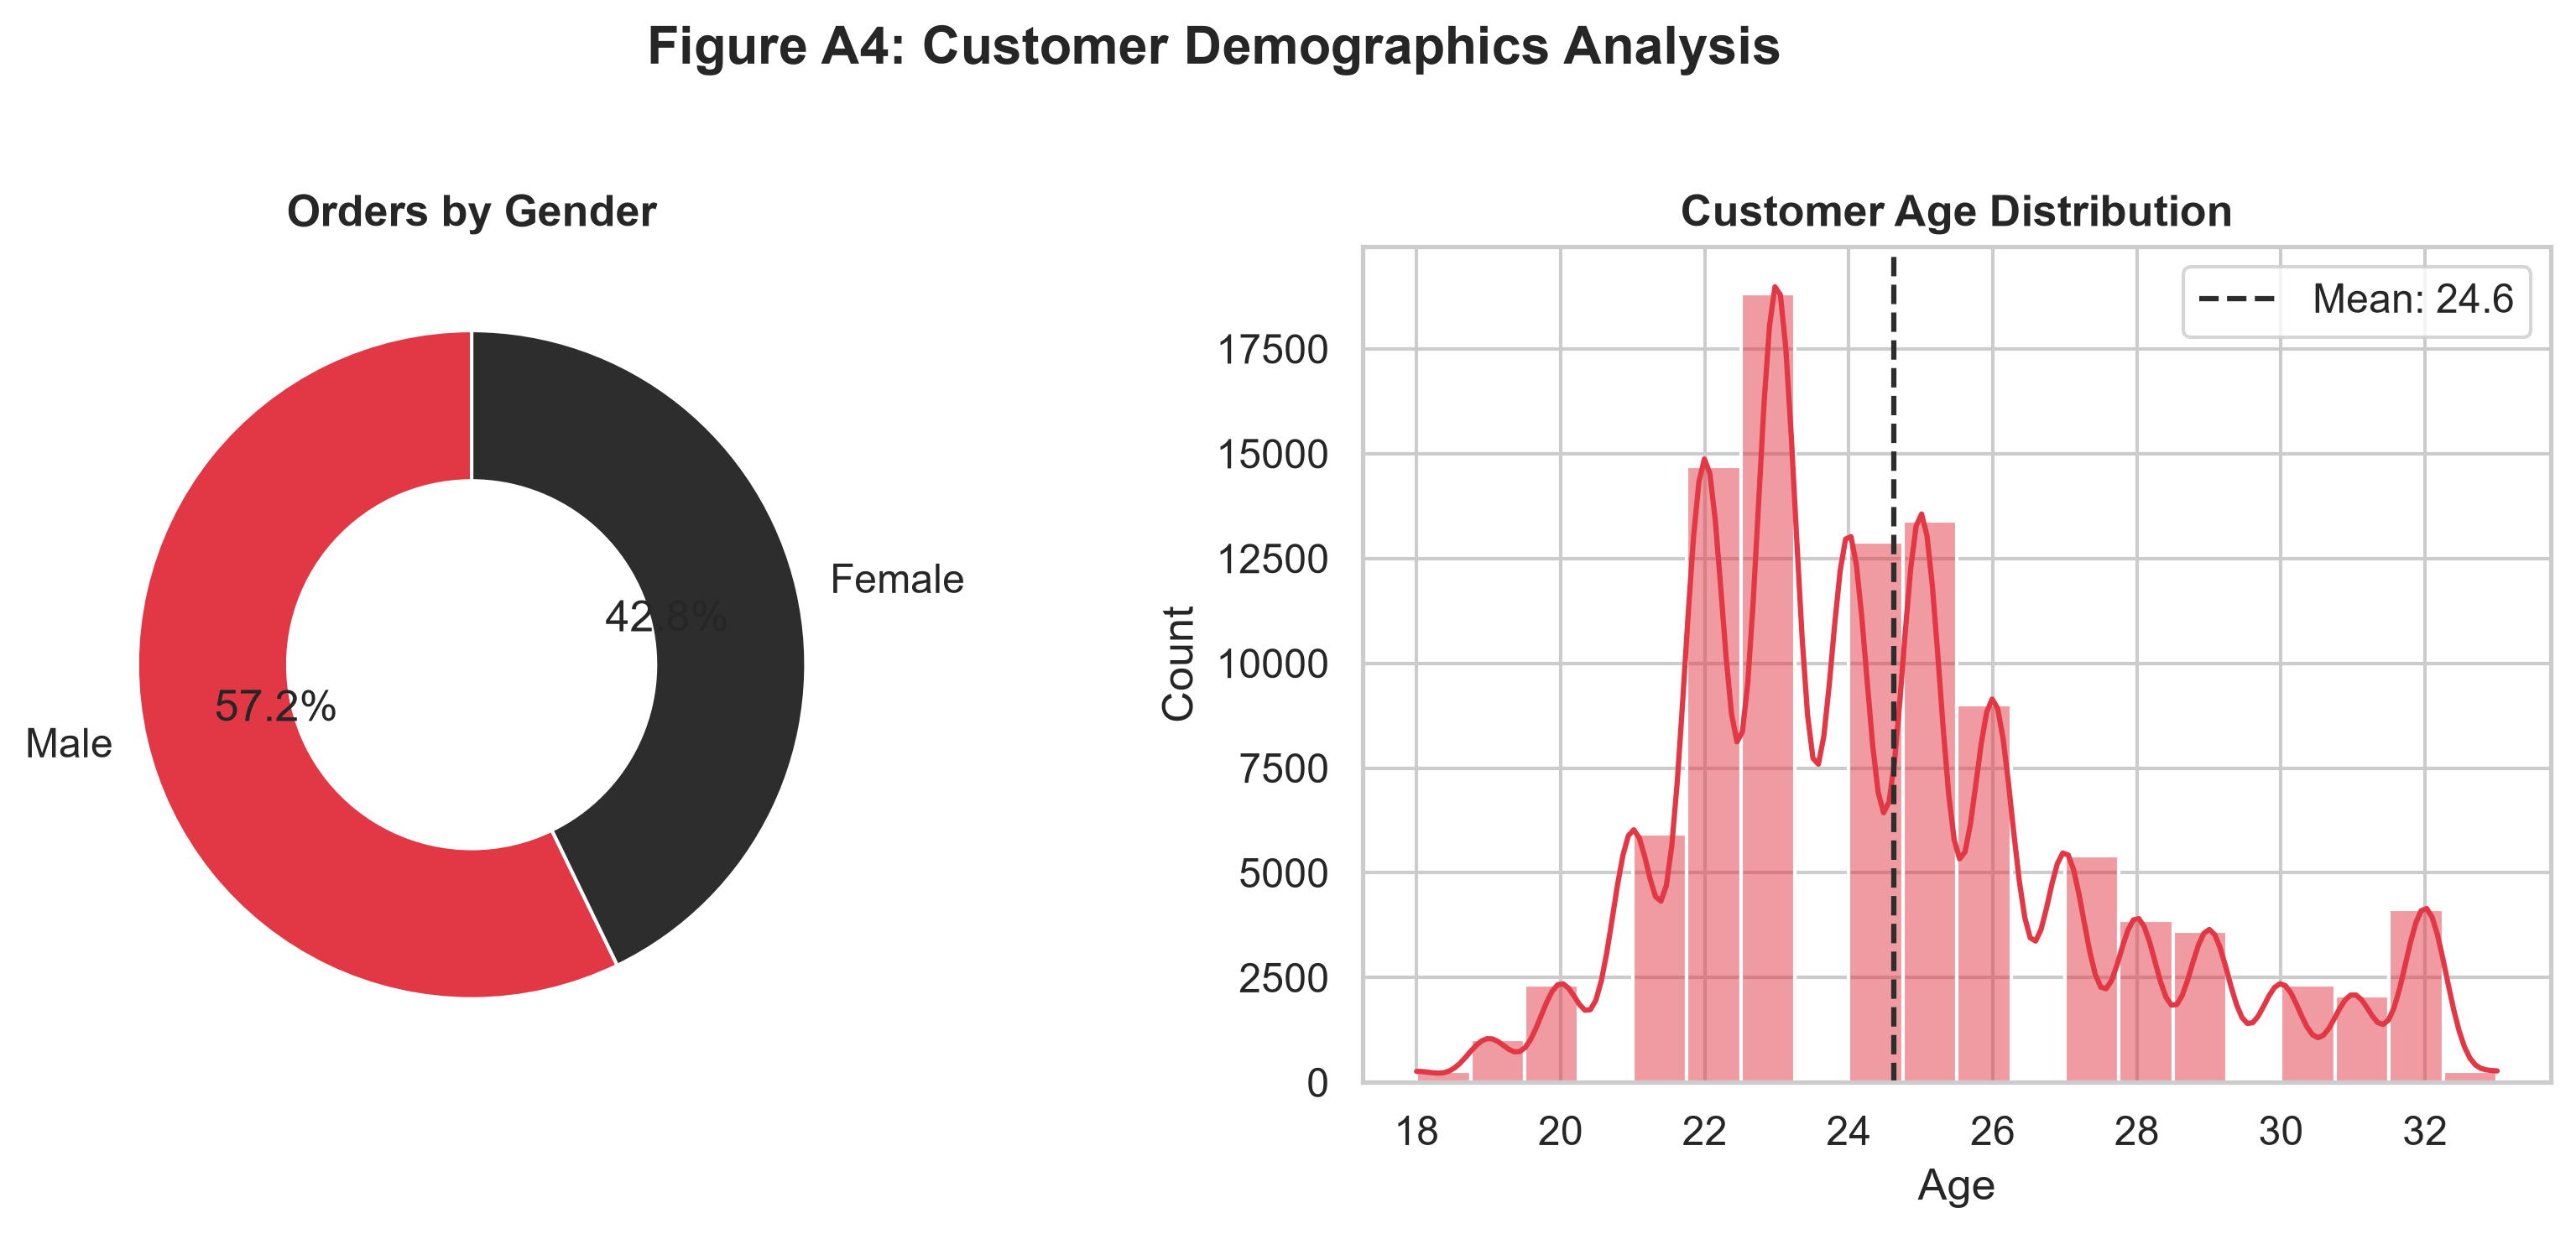 Figure A4: Customer Demographics Analysis
Orders by Gender
Female
42.8%
57.2%
Male
Customer Age Distribution
Mean: 24.6
17500
15000
12500
10000
7500
5000
2500
0
Count
18 20 22 24 26 28 30 32
Age